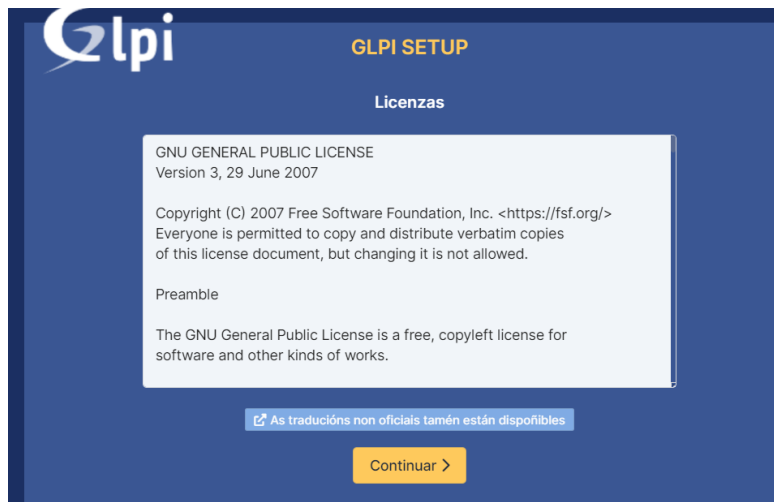 Glpi
GLPI SETUP
Licenzas
GNU GENERAL PUBLIC LICENSE
Version 3, 29 June 2007
Copyright (C) 2007 Free Software Foundation, Inc. <https://fsf.org/>
Everyone is permitted to copy and distribute verbatim copies
of this license document, but changing it is not allowed.
Preamble
The GNU General Public License is a free, copyleft license for
software and other kinds of works.
As traducións non oficiais tamén están dispoñibles
Continuar